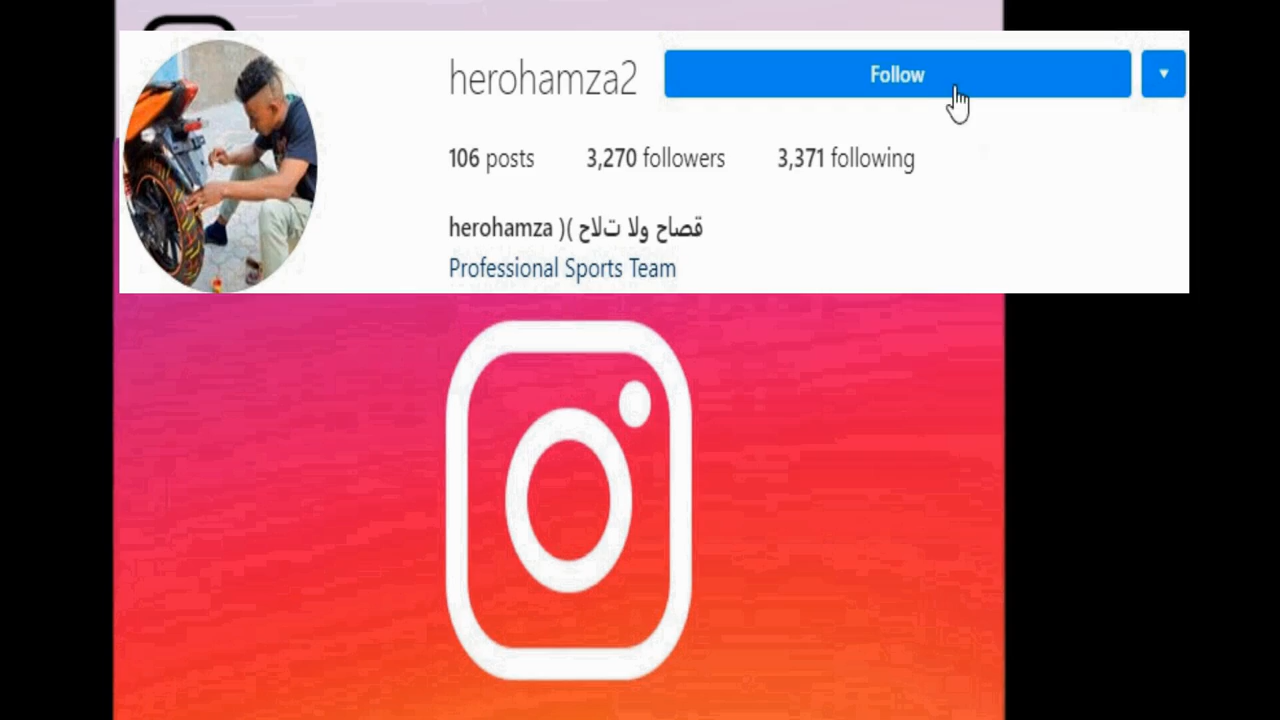 herohamza2
Follow
106 posts 3,270 followers 3,371 following
herohamza )( قصاح ولا تلاح
Professional Sports Team